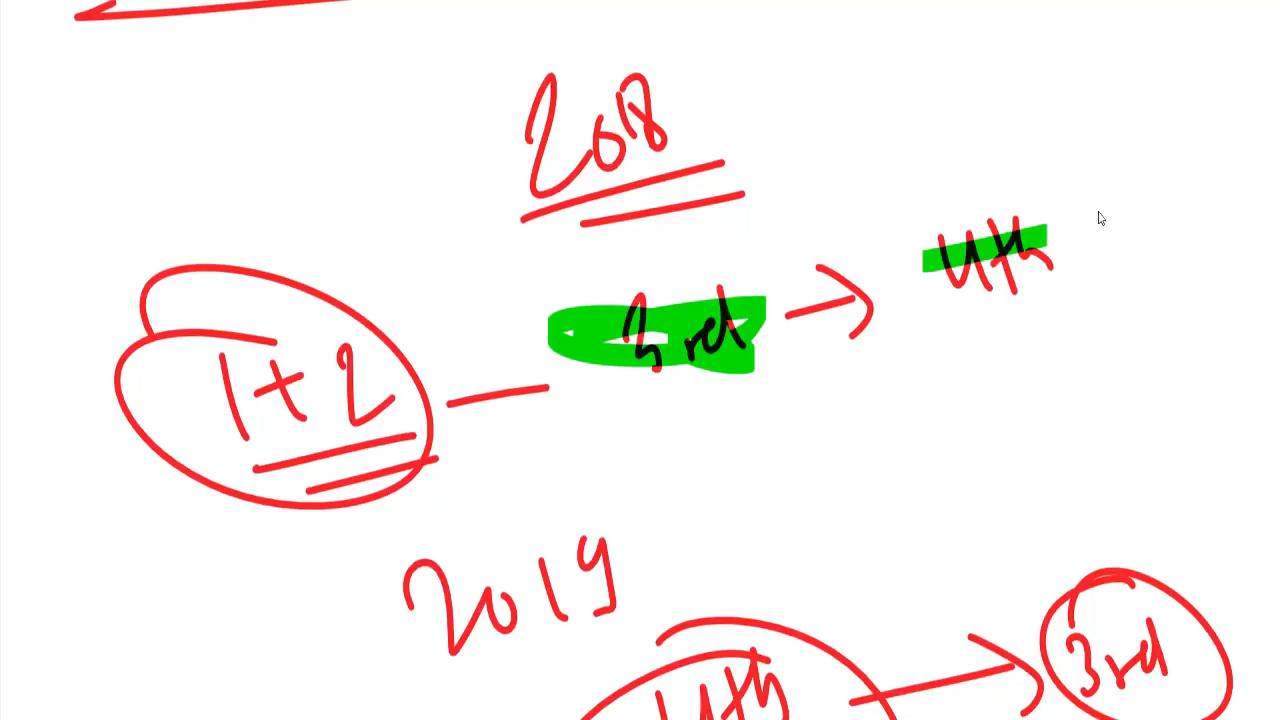 2018
1+2 — 3rd → 4th
2019
4th → 3rd